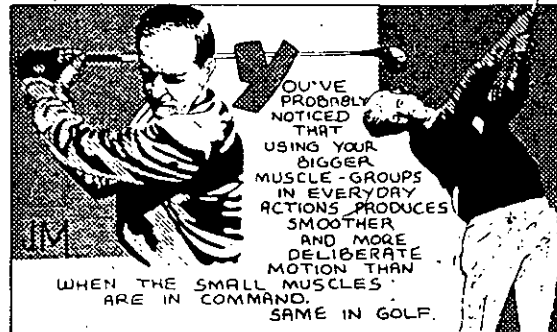 YOU'VE
PROBABLY
NOTICED
THAT
USING YOUR
BIGGER
MUSCLE-GROUPS
IN EVERYDAY
ACTIONS PRODUCES
SMOOTHER
AND MORE
DELIBERATE
MOTION THAN
WHEN THE SMALL MUSCLES
ARE IN COMMAND.
SAME IN GOLF.
JM